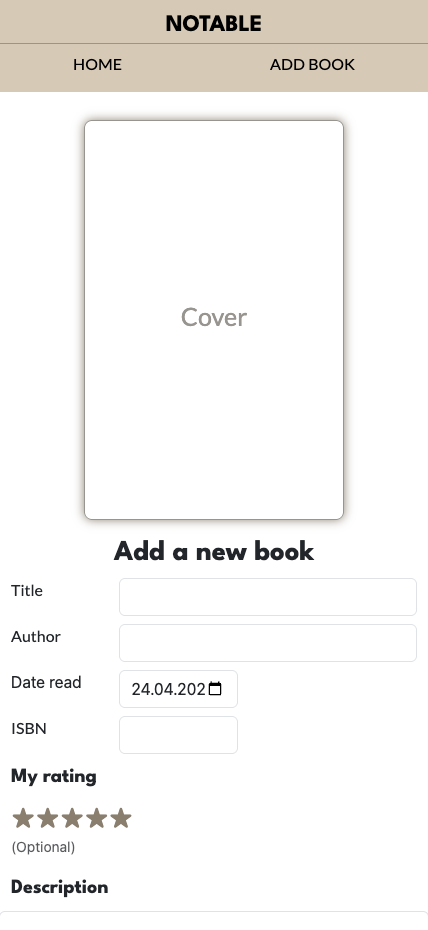 NOTABLE
HOME ADD BOOK
Cover
Add a new book
Title
Author
Date read 24.04.202
ISBN
My rating
(Optional)
Description